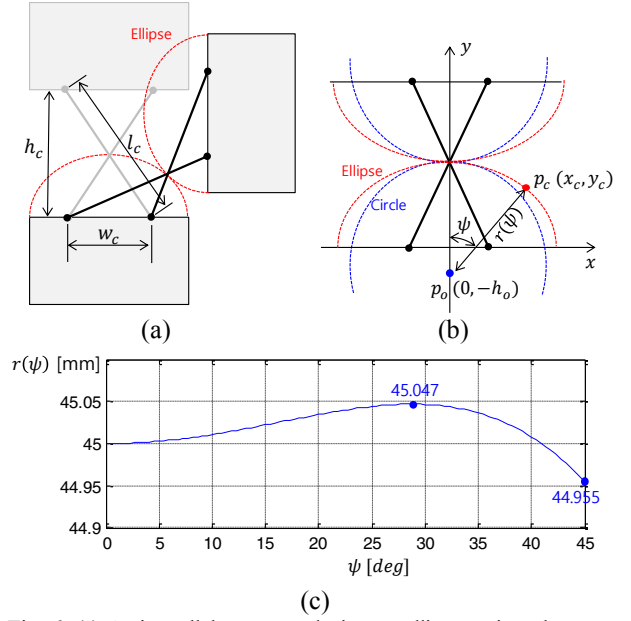 Ellipse
h_c
l_c
w_c
(a)
y
Ellipse
Circle
ψ
r(ψ)
p_c (x_c, y_c)
x
p_o (0, −h_o)
(b)
r(ψ) [mm]
45.05
45
44.95
44.9
45.047
44.955
0 5 10 15 20 25 30 35 40 45
ψ [deg]
(c)